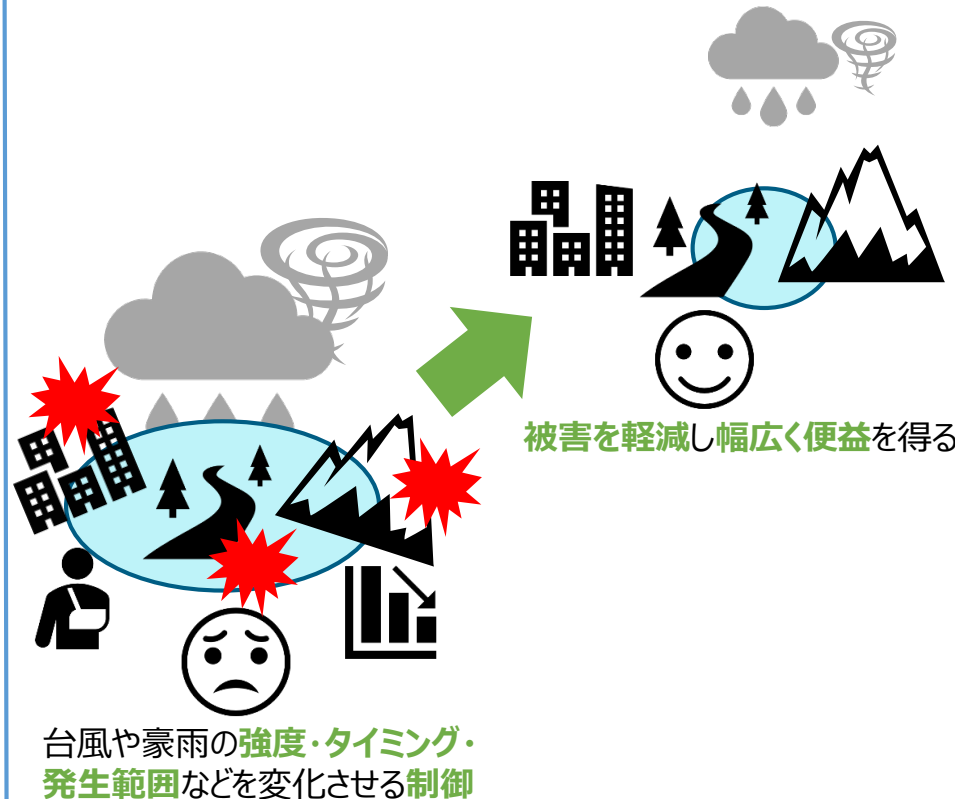 被害を軽減し幅広く便益を得る
台風や豪雨の強度・タイミング・
発生範囲などを変化させる制御